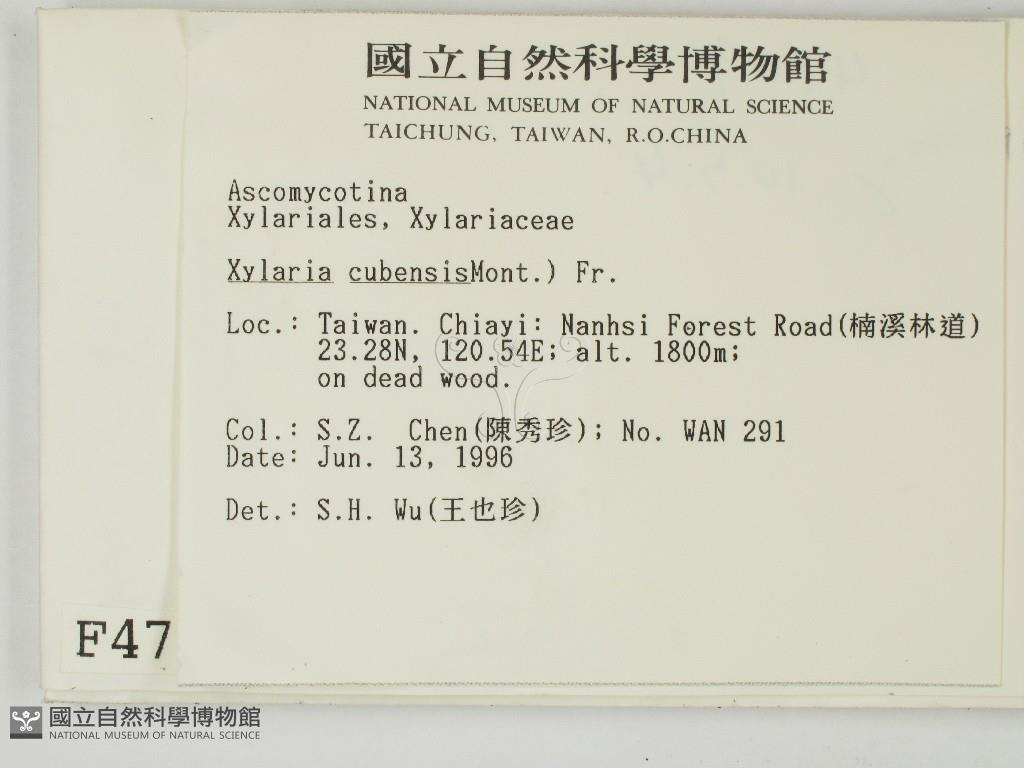 國立自然科學博物館
NATIONAL MUSEUM OF NATURAL SCIENCE
TAICHUNG, TAIWAN, R.O.CHINA
Ascomycotina
Xylariales, Xylariaceae
Xylaria cubensisMont.) Fr.
Loc.: Taiwan. Chiayi: Nanhsi Forest Road(楠溪林道)
23.28N, 120.54E; alt. 1800m;
on dead wood.
Col.: S.Z. Chen(陳秀珍); No. WAN 291
Date: Jun. 13, 1996
Det.: S.H. Wu(王也珍)
F47
國立自然科學博物館
NATIONAL MUSEUM OF NATURAL SCIENCE